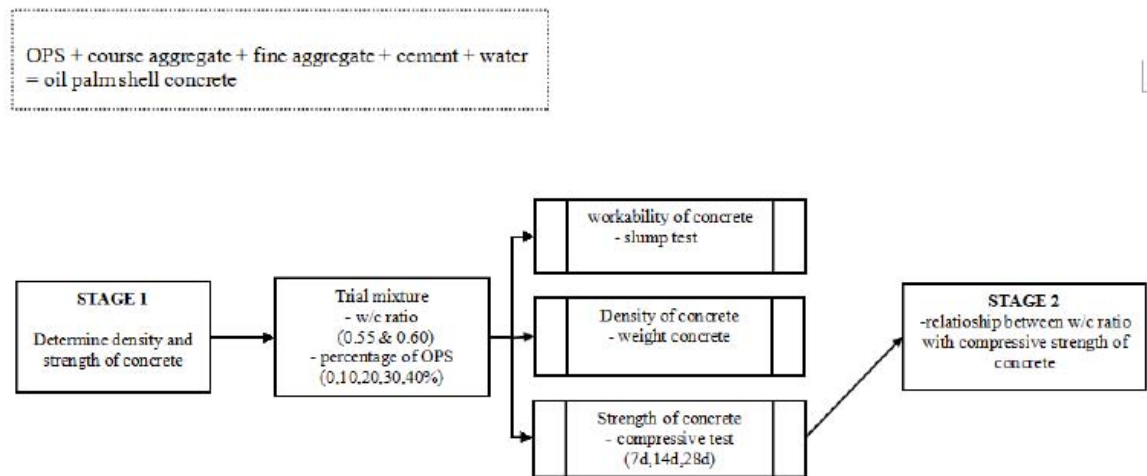 OPS + course aggregate + fine aggregate + cement + water
= oil palm shell concrete
STAGE 1
Determine density and
strength of concrete
Trial mixture
- w/c ratio
(0.55 & 0.60)
- percentage of OPS
(0,10,20,30,40%)
workability of concrete
- slump test
Density of concrete
- weight concrete
Strength of concrete
- compressive test
(7d,14d,28d)
STAGE 2
-relatioship between w/c ratio
with compressive strength of
concrete